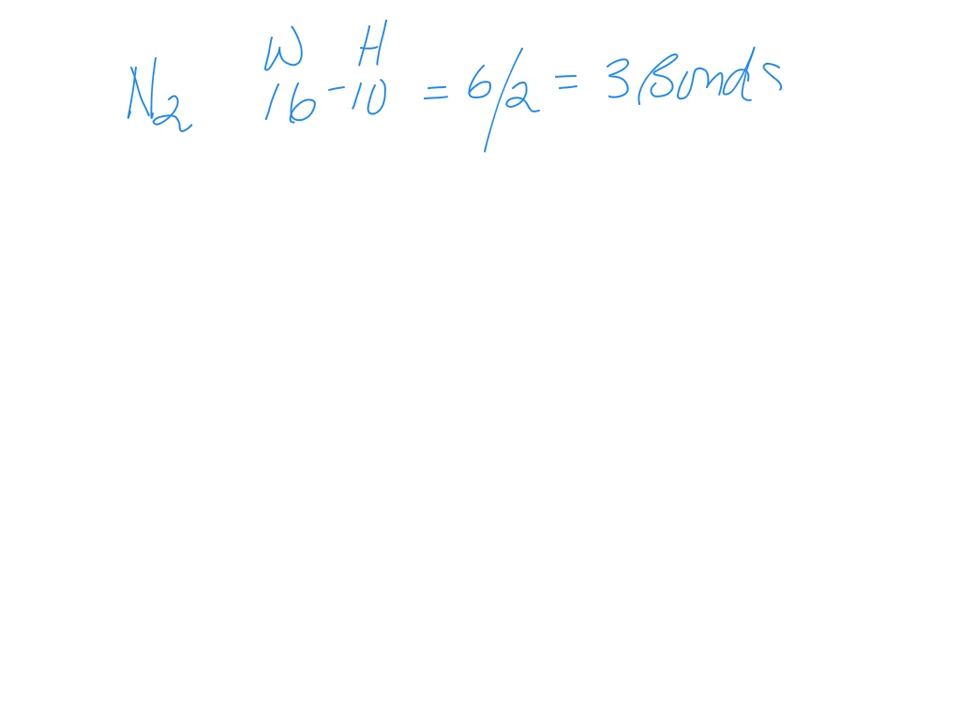 W H
N2 16-10 = 6/2 = 3 Bonds